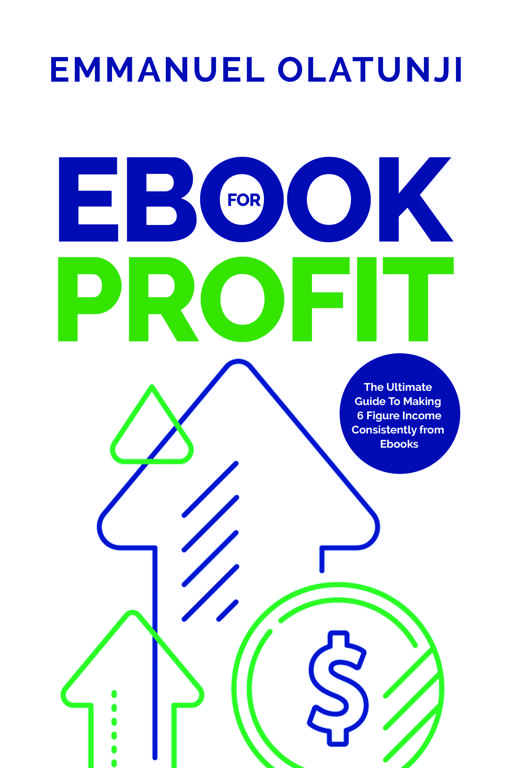 EMMANUEL OLATUNJI
EBOOK
FOR
PROFIT
The Ultimate
Guide To Making
6 Figure Income
Consistently from
Ebooks
$